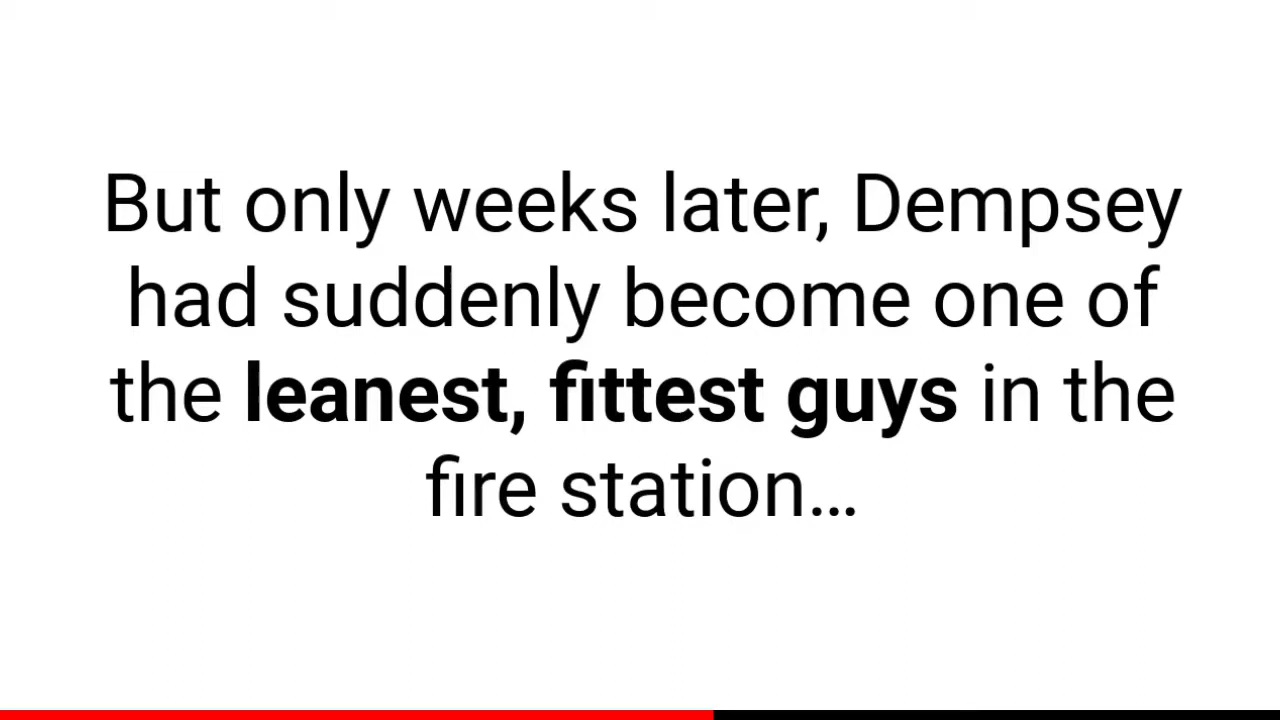 But only weeks later, Dempsey
had suddenly become one of
the leanest, fittest guys in the
fire station…